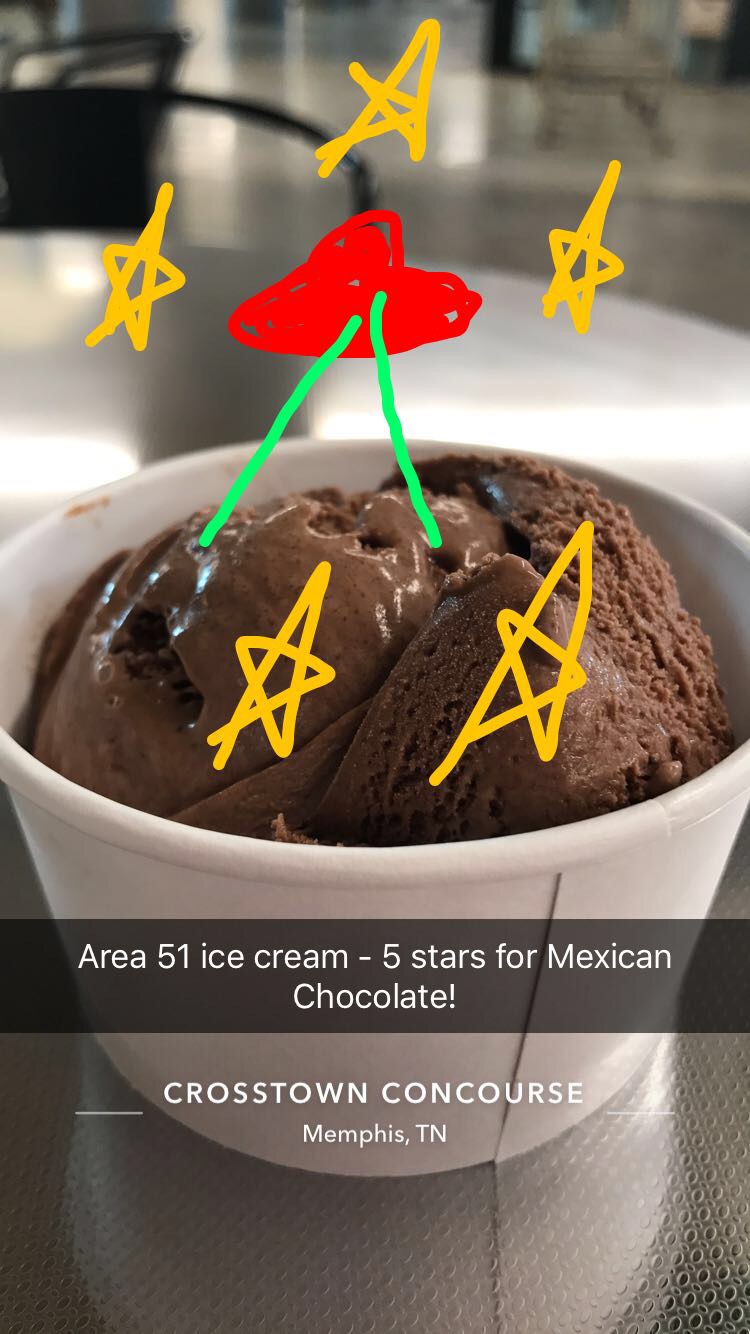 Area 51 ice cream - 5 stars for Mexican
Chocolate!
CROSSTOWN CONCOURSE
Memphis, TN